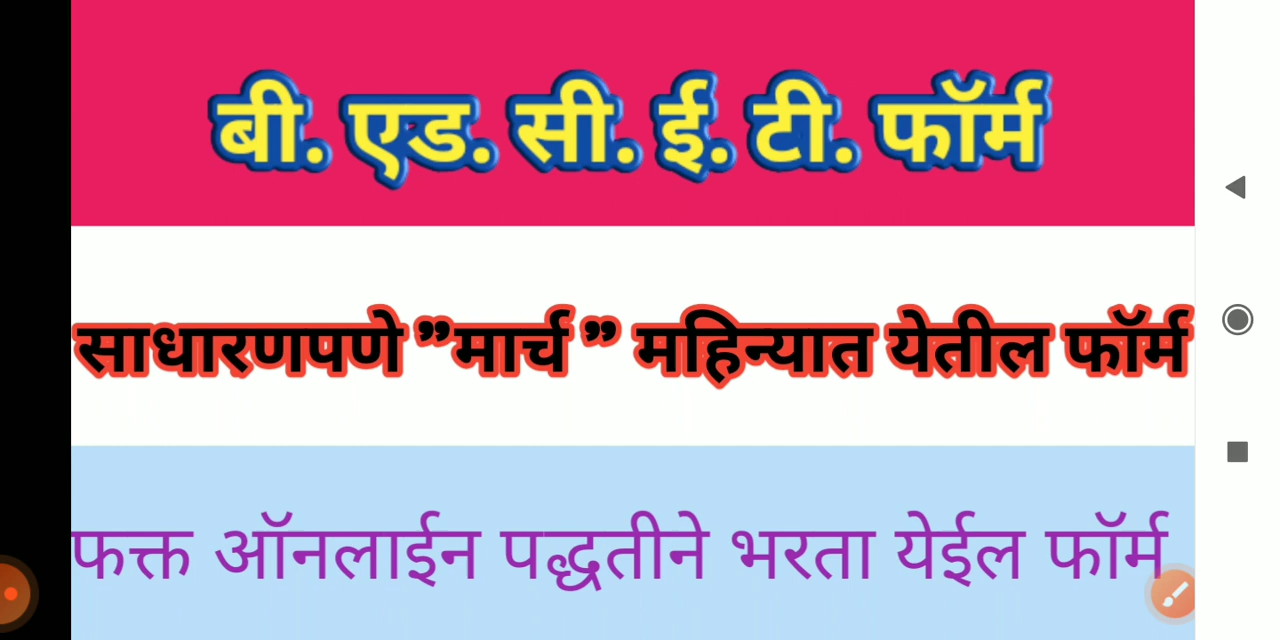 बी. एड. सी. ई. टी. फॉर्म
साधारणपणे ”मार्च ” महिन्यात येतील फॉर्म
फक्त ऑनलाईन पद्धतीने भरता येईल फॉर्म